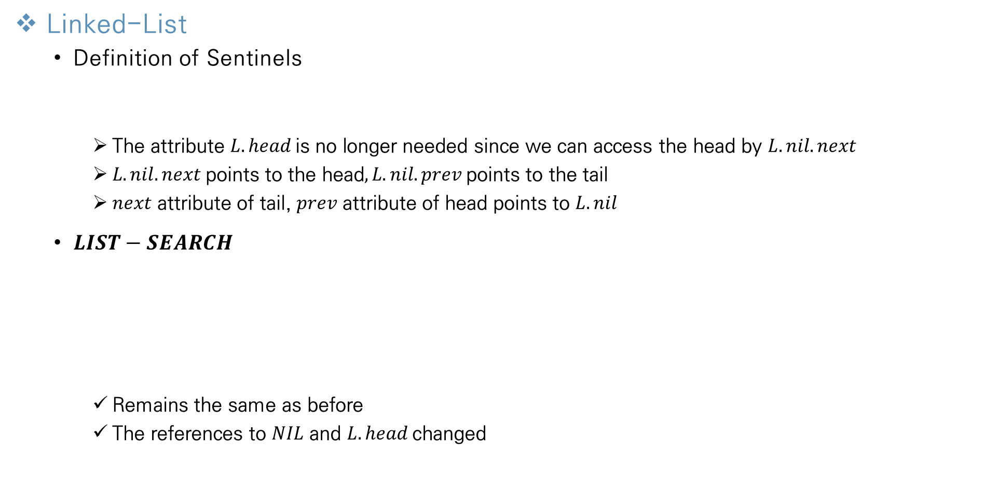 ❖ Linked-List
• Definition of Sentinels
➢ The attribute L.head is no longer needed since we can access the head by L.nil.next
➢ L.nil.next points to the head, L.nil.prev points to the tail
➢ next attribute of tail, prev attribute of head points to L.nil
• LIST − SEARCH
✓ Remains the same as before
✓ The references to NIL and L.head changed